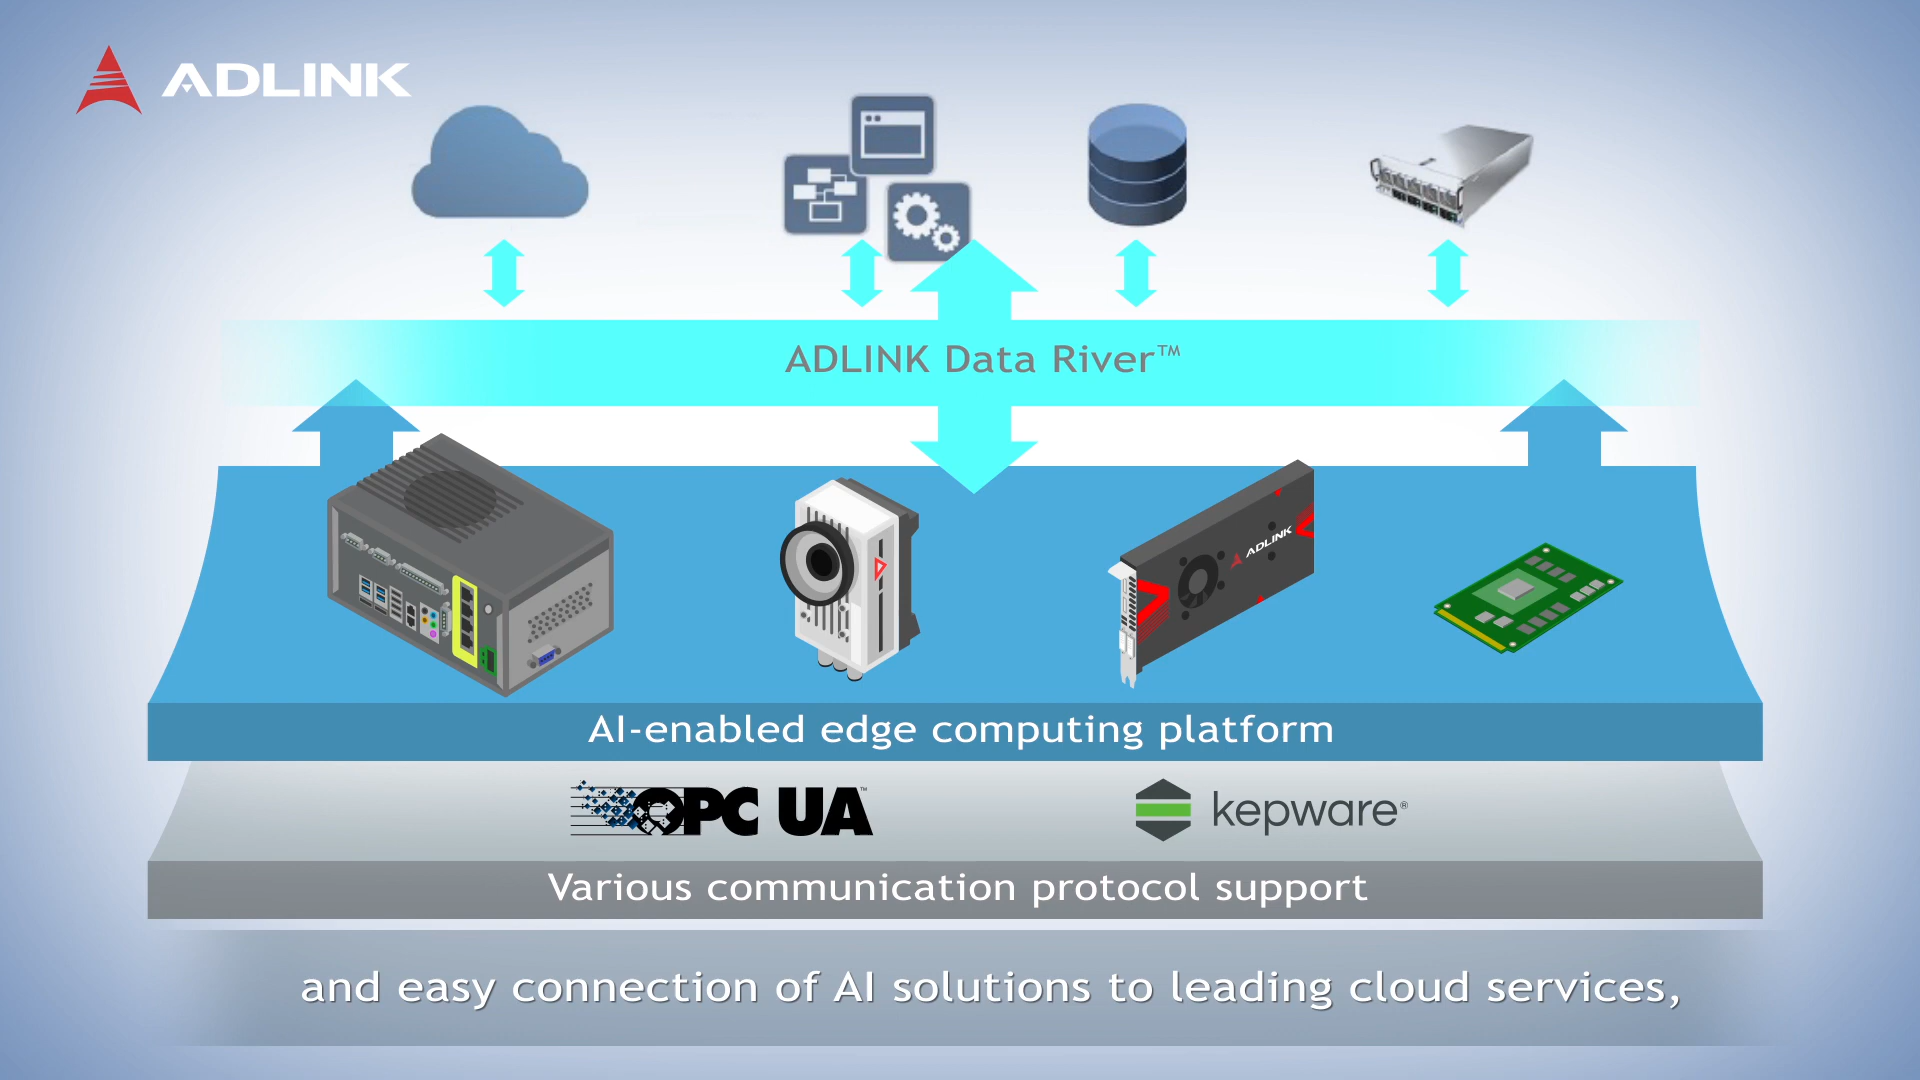 ADLINK
ADLINK Data River™
ADLINK
AI-enabled edge computing platform
OPC UA™
kepware®
Various communication protocol support
and easy connection of AI solutions to leading cloud services,